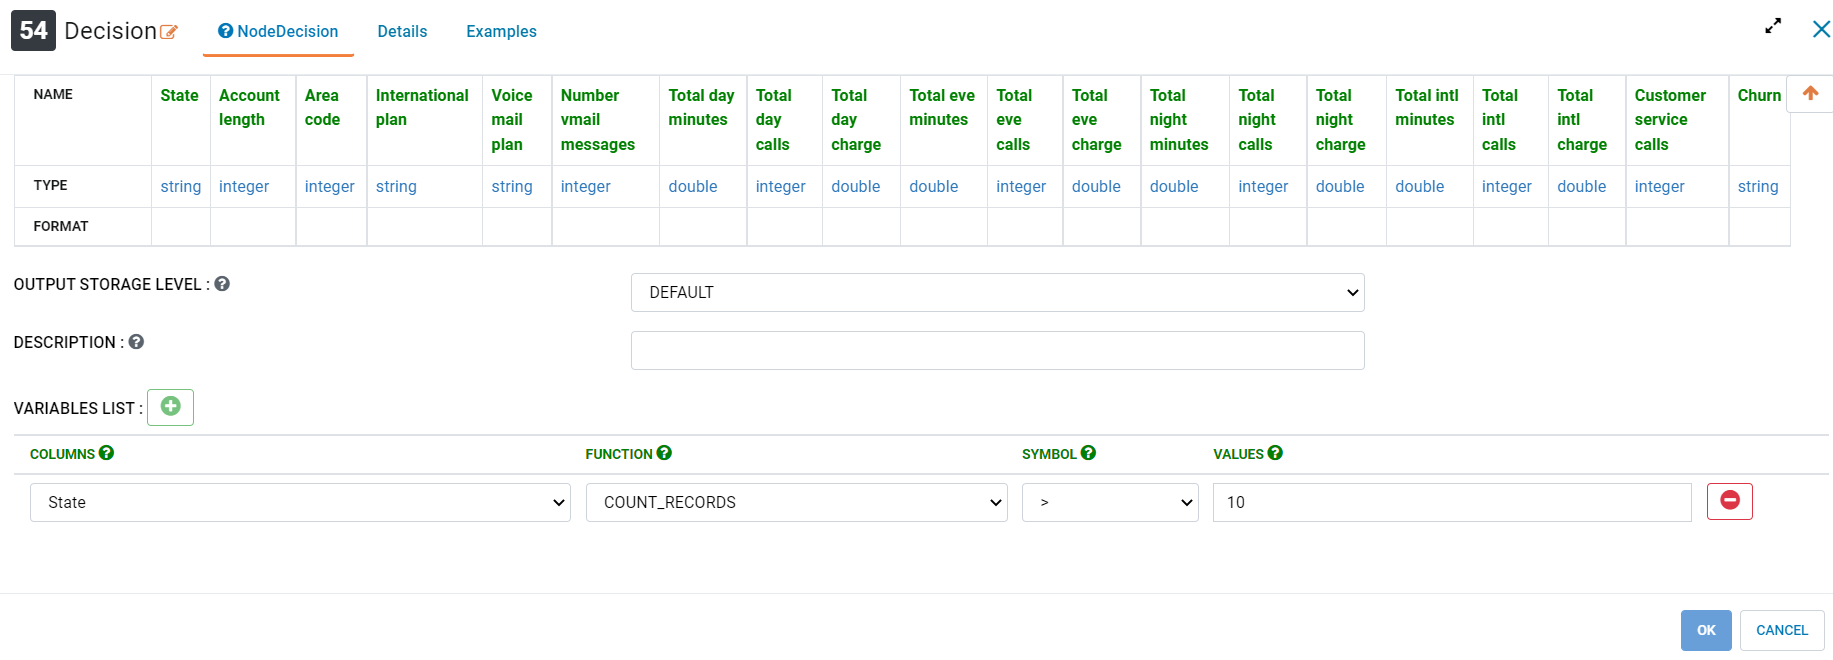 54 Decision NodeDecision Details Examples
NAME State Account length Area code International plan Voice mail plan Number vmail messages Total day minutes Total day calls Total day charge Total eve minutes Total eve calls Total eve charge Total night minutes Total night calls Total night charge Total intl minutes Total intl calls Total intl charge Customer service calls Churn
TYPE string integer integer string string integer double integer double double integer double double integer double double integer double integer string
FORMAT
OUTPUT STORAGE LEVEL : DEFAULT
DESCRIPTION :
VARIABLES LIST :
COLUMNS FUNCTION SYMBOL VALUES
State COUNT_RECORDS > 10
OK CANCEL